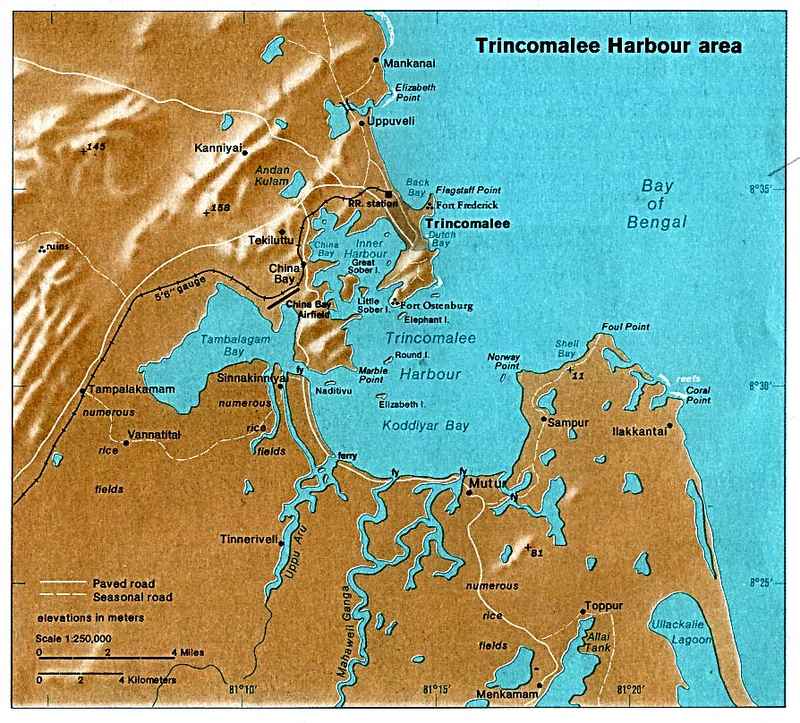 Trincomalee Harbour area
Mankanai
Elizabeth
Point
Uppuveli
145
Kanniyai
Andan
Kulam
Back
Bay
Flagstaff Point
8°35'
Bay
of
Bengal
158
RR. station
Fort Frederick
Trincomalee
Tekiluttu
China
Bay
Inner
Harbour
Dutch
Bay
ruins
China
Bay
Great
Sober I.
5'6" gauge
China Bay
Airfield
Little
Sober I.
Fort Ostenburg
Elephant I.
Tambalagam
Bay
Trincomalee
Harbour
Foul Point
Shell
Bay
Round I.
Norway
Point
Marble
Point
fy
11
reefs
Coral
Point
8°30'
Tampalakamam
Sinnakinniyai
Naditivu
Elizabeth I.
numerous
rice
fields
numerous
rice
fields
Vannatital
Koddiyar Bay
Sampur
Ilakkantai
ferry
fy
fy
Mutur
fy
Tinneriveli
Uppu Aru
81
8°25'
Mahaweli Ganga
numerous
rice
fields
Toppur
Allai
Tank
Ullackalie
Lagoon
Menkamam
Paved road
Seasonal road
elevations in meters
Scale 1:250,000
0 2 4 Miles
0 2 4 Kilometers
81°10'
81°15'
81°20'